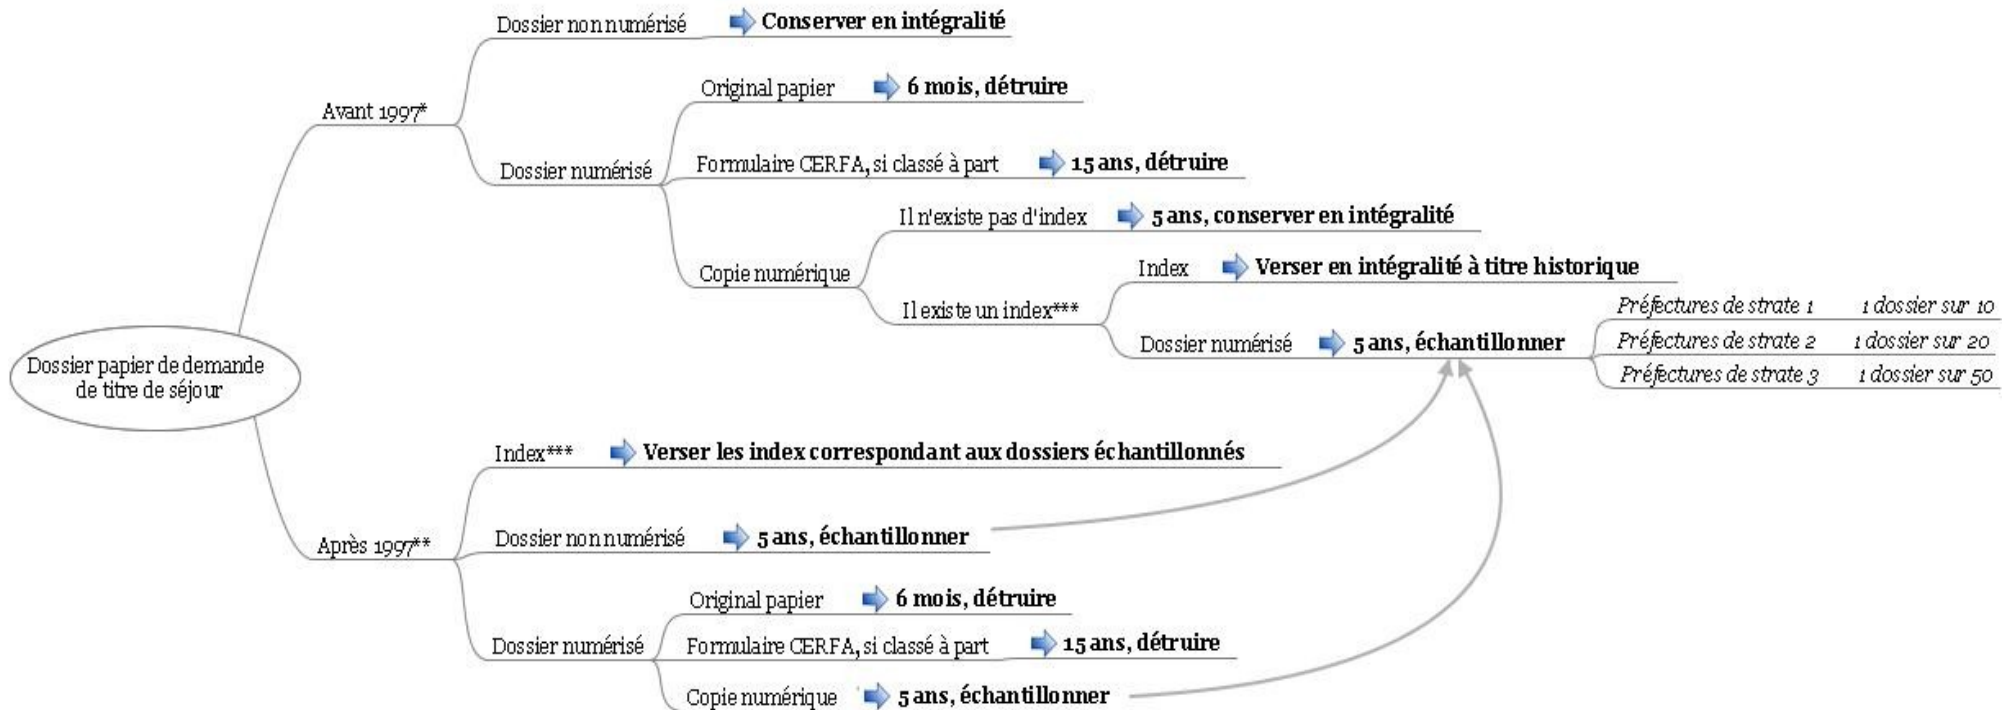 Dossier non numérisé Conserver en intégralité
Original papier 6 mois, détruire
Avant 1997*
Formulaire CERFA, si classé à part 15 ans, détruire
Dossier numérisé
Il n'existe pas d'index 5 ans, conserver en intégralité
Index Verser en intégralité à titre historique
Copie numérique
Il existe un index***
Préfectures de strate 1 1 dossier sur 10
Dossier numérisé 5 ans, échantillonner
Préfectures de strate 2 1 dossier sur 20
Préfectures de strate 3 1 dossier sur 50
Dossier papier de demande
de titre de séjour
Index*** Verser les index correspondant aux dossiers échantillonnés
Dossier non numérisé 5 ans, échantillonner
Après 1997**
Original papier 6 mois, détruire
Dossier numérisé
Formulaire CERFA, si classé à part 15 ans, détruire
Copie numérique 5 ans, échantillonner